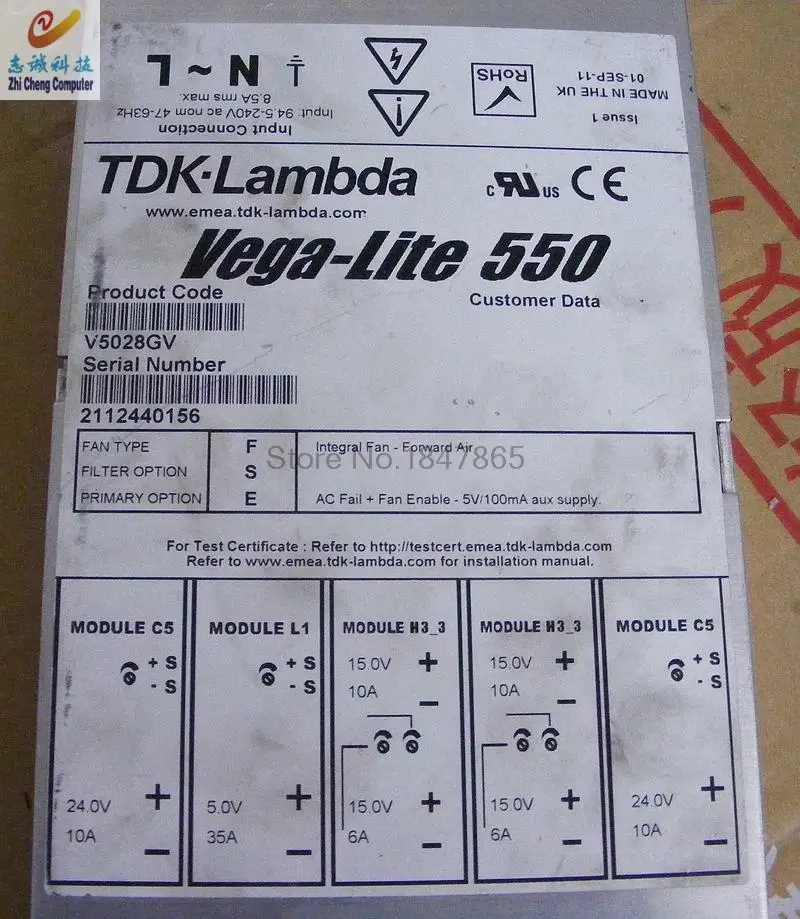 志诚科技
Zhi Cheng Computer
L ~ N
RoHS
MADE IN THE UK
01-SEP-11
Issue 1
Input Connection
Input: 94.5-240V ac nom 47-63Hz
8.5A rms max.
TDK·Lambda
c RU US CE
www.emea.tdk-lambda.com
Vega-Lite 550
Product Code
Customer Data
V5028GV
Serial Number
2112440156
FAN TYPE F Integral Fan - Forward Air
FILTER OPTION S
PRIMARY OPTION E AC Fail + Fan Enable - 5V/100mA aux supply.
Store No.1847865
For Test Certificate : Refer to http://testcert.emea.tdk-lambda.com
Refer to www.emea.tdk-lambda.com for installation manual.
MODULE C5
+ S
- S
24.0V +
10A −
MODULE L1
+ S
- S
5.0V +
35A −
MODULE H3_3
15.0V +
10A −
15.0V +
6A −
MODULE H3_3
15.0V +
10A −
15.0V +
6A −
MODULE C5
+ S
- S
24.0V +
10A −